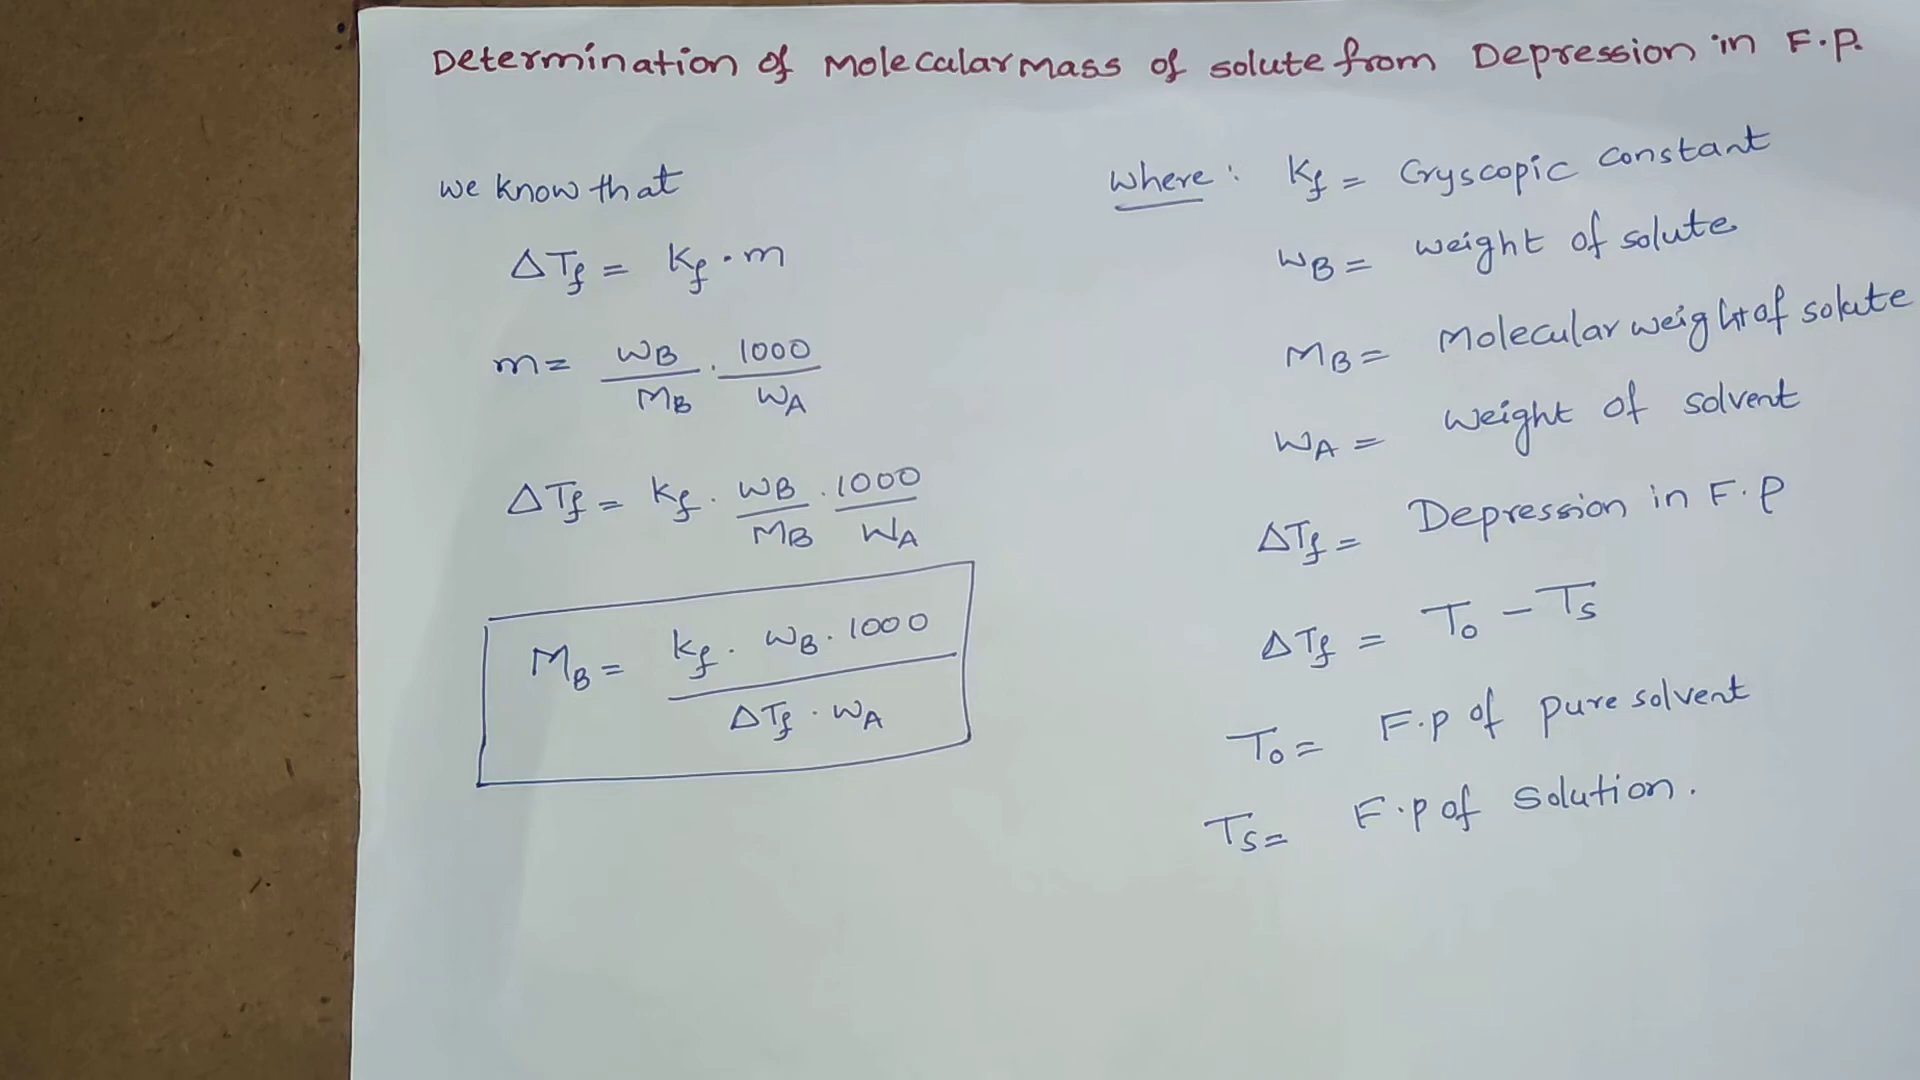 Determination of Molecular mass of solute from Depression in F.P.
we know that
ΔTf = Kf · m
m = WB/MB · 1000/WA
ΔTf = Kf · WB/MB · 1000/WA
MB = Kf · WB · 1000 / ΔTf · WA
where : Kf = Cryscopic constant
WB = weight of solute
MB = Molecular weight of solute
WA = weight of solvent
ΔTf = Depression in F.P
ΔTf = To - Ts
To = F.p of pure solvent
Ts = F.p of solution.